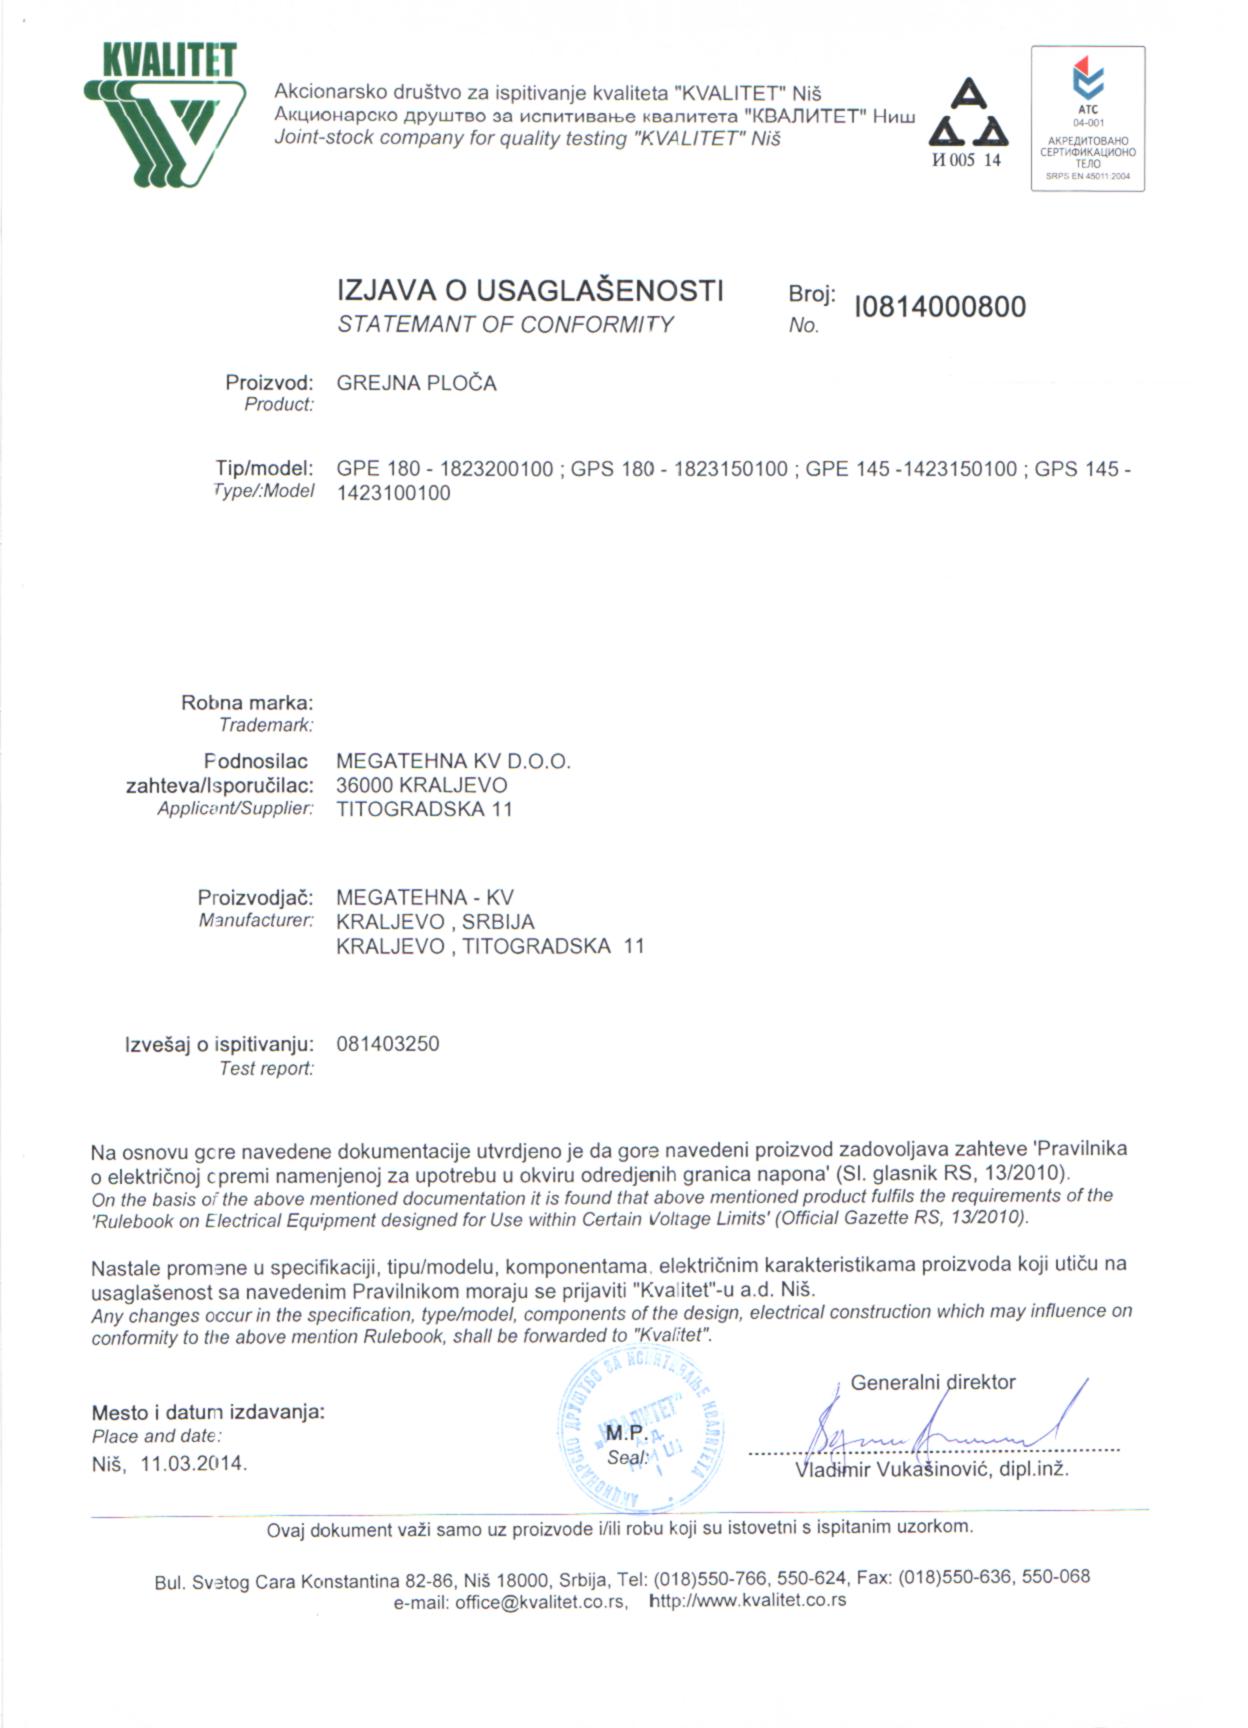 KVALITET
Akcionarsko društvo za ispitivanje kvaliteta "KVALITET" Niš
Акционарско друштво за испитивање квалитета "КВАЛИТЕТ" Ниш
Joint-stock company for quality testing "KVALITET" Niš
И 005 14
АТС
04-001
АКРЕДИТОВАНО
СЕРТИФИКАЦИОНО
ТЕЛО
SRPS EN 45011:2004
IZJAVA O USAGLAŠENOSTI
STATEMANT OF CONFORMITY
Broj: I0814000800
No.
Proizvod: GREJNA PLOČA
Product:
Tip/model: GPE 180 - 1823200100 ; GPS 180 - 1823150100 ; GPE 145 -1423150100 ; GPS 145 -
Type/:Model 1423100100
Robna marka:
Trademark:
Podnosilac MEGATEHNA KV D.O.O.
zahteva/Isporučilac: 36000 KRALJEVO
Applicant/Supplier: TITOGRADSKA 11
Proizvodjač: MEGATEHNA - KV
Manufacturer: KRALJEVO , SRBIJA
KRALJEVO , TITOGRADSKA 11
Izvešaj o ispitivanju: 081403250
Test report:
Na osnovu gore navedene dokumentacije utvrdjeno je da gore navedeni proizvod zadovoljava zahteve 'Pravilnika
o električnoj opremi namenjenoj za upotrebu u okviru odredjenih granica napona' (Sl. glasnik RS, 13/2010).
On the basis of the above mentioned documentation it is found that above mentioned product fulfils the requirements of the
'Rulebook on Electrical Equipment designed for Use within Certain Voltage Limits' (Official Gazette RS, 13/2010).
Nastale promene u specifikaciji, tipu/modelu, komponentama, električnim karakteristikama proizvoda koji utiču na
usaglašenost sa navedenim Pravilnikom moraju se prijaviti "Kvalitet"-u a.d. Niš.
Any changes occur in the specification, type/model, components of the design, electrical construction which may influence on
conformity to the above mention Rulebook, shall be forwarded to "Kvalitet".
Generalni direktor
Mesto i datum izdavanja:
Place and date:
Niš, 11.03.2014.
АКЦИОНАРСКО ДРУШТВО ЗА ИСПИТИВАЊЕ КВАЛИТЕТА
"КВАЛИТЕТ"
М.P.
Seal:
Vladimir Vukašinović, dipl.inž.
Ovaj dokument važi samo uz proizvode i/ili robu koji su istovetni s ispitanim uzorkom.
Bul. Svetog Cara Konstantina 82-86, Niš 18000, Srbija, Tel: (018)550-766, 550-624, Fax: (018)550-636, 550-068
e-mail: office@kvalitet.co.rs, http://www.kvalitet.co.rs